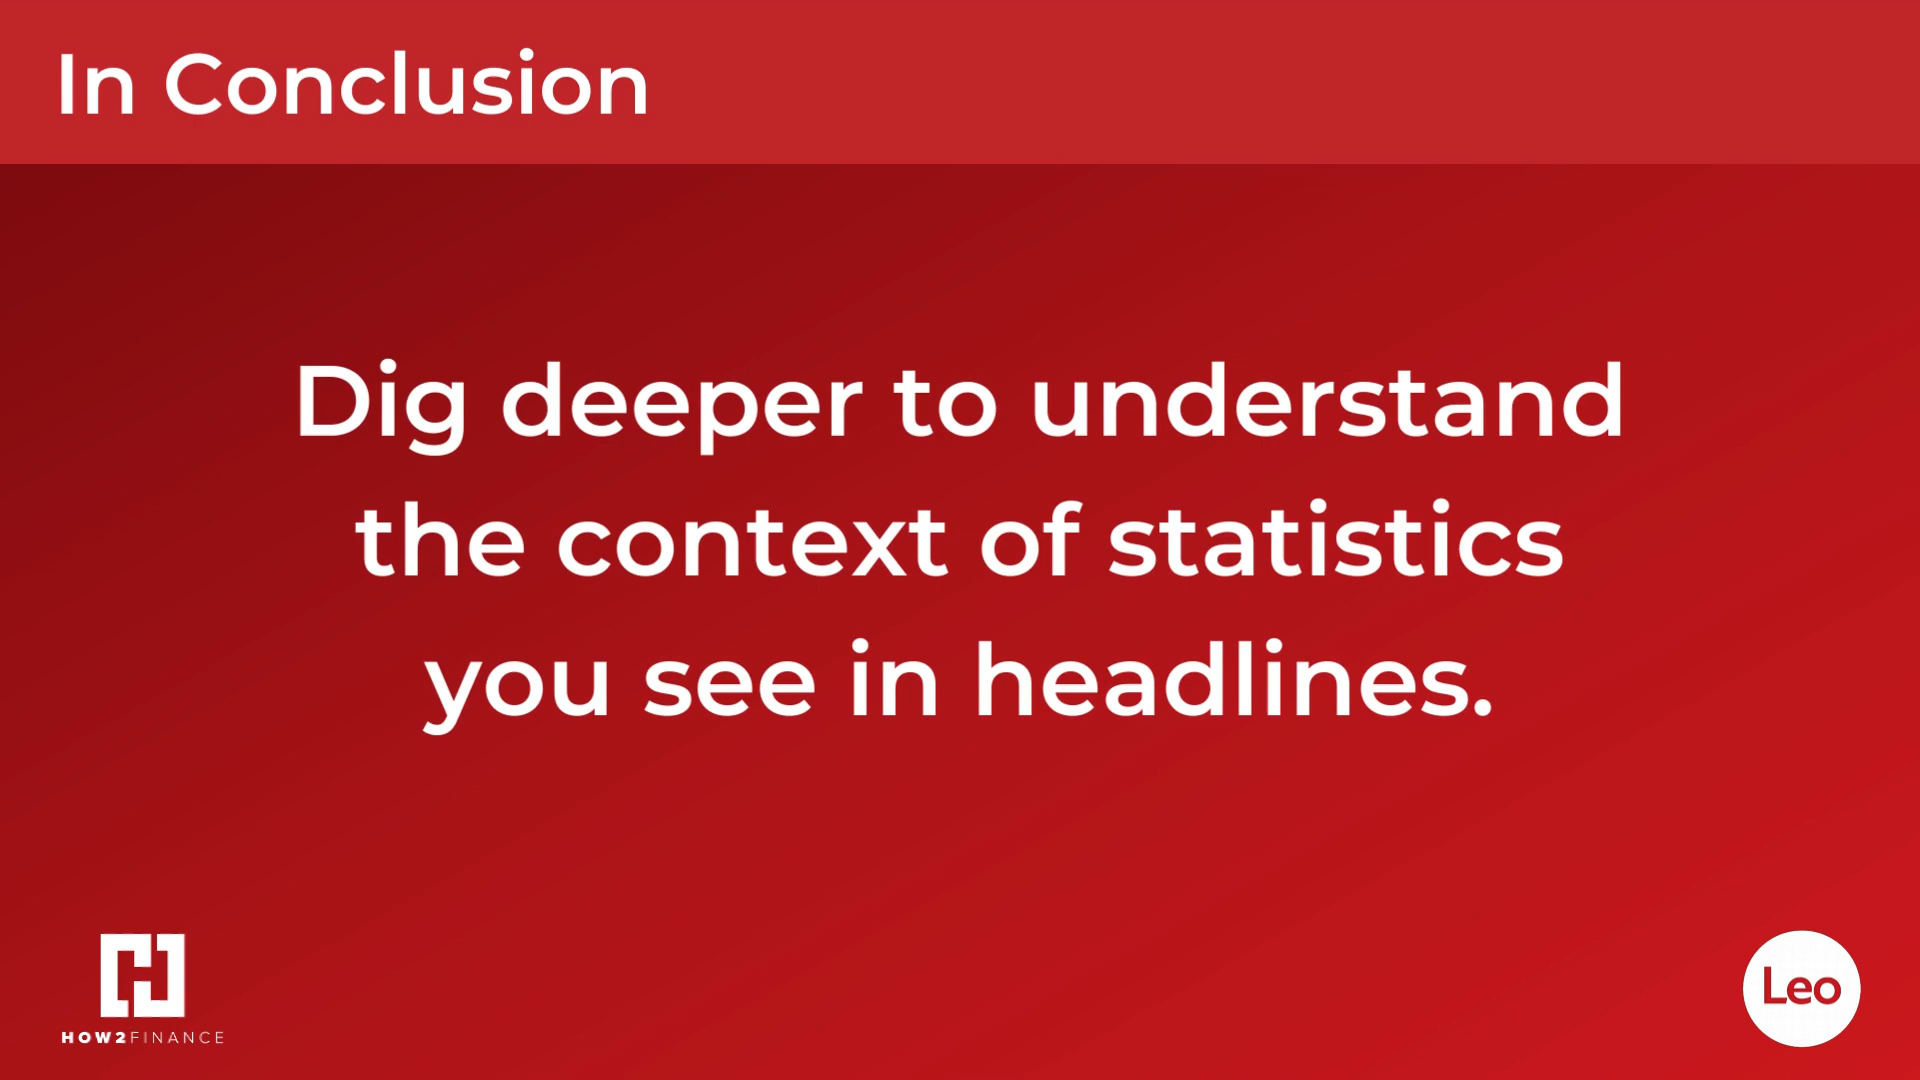 In Conclusion
Dig deeper to understand
the context of statistics
you see in headlines.
HOW2FINANCE
Leo